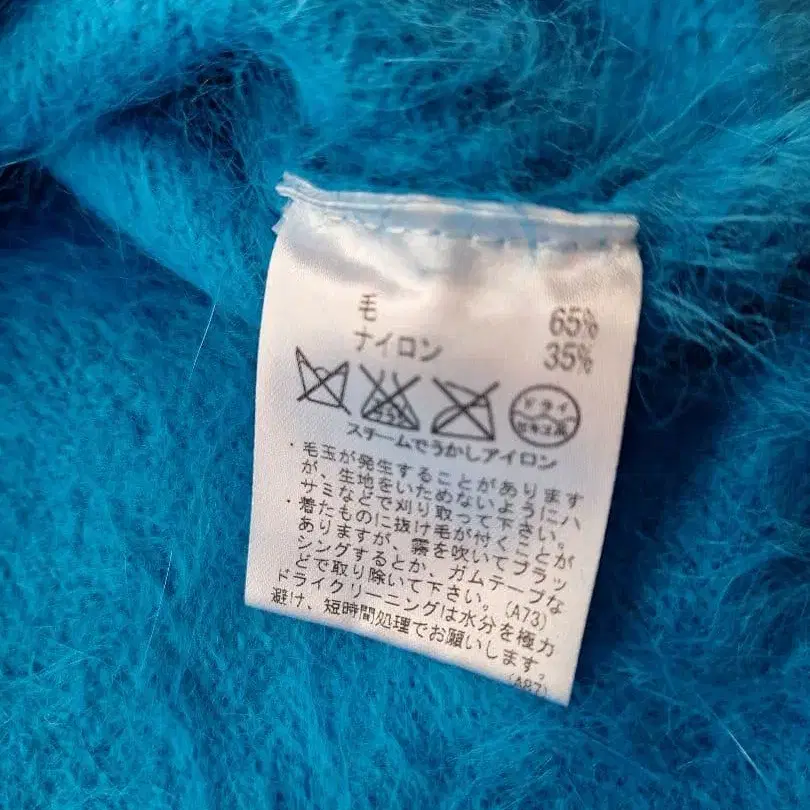 毛 65%
ナイロン 35%
ドライ
セキユ系
スチームでうかしアイロン
・毛玉が発生することがあります
が、生地をいためないようにハ
サミなどで刈り取って下さい。
・着たものに抜け毛が付くことが
ありますが、霧を吹いてブラッ
シングするとか、ガムテープな
どで取り除いて下さい。(A73)
ドライクリーニングは水分を極力
避け、短時間処理でお願いします。
(A87)